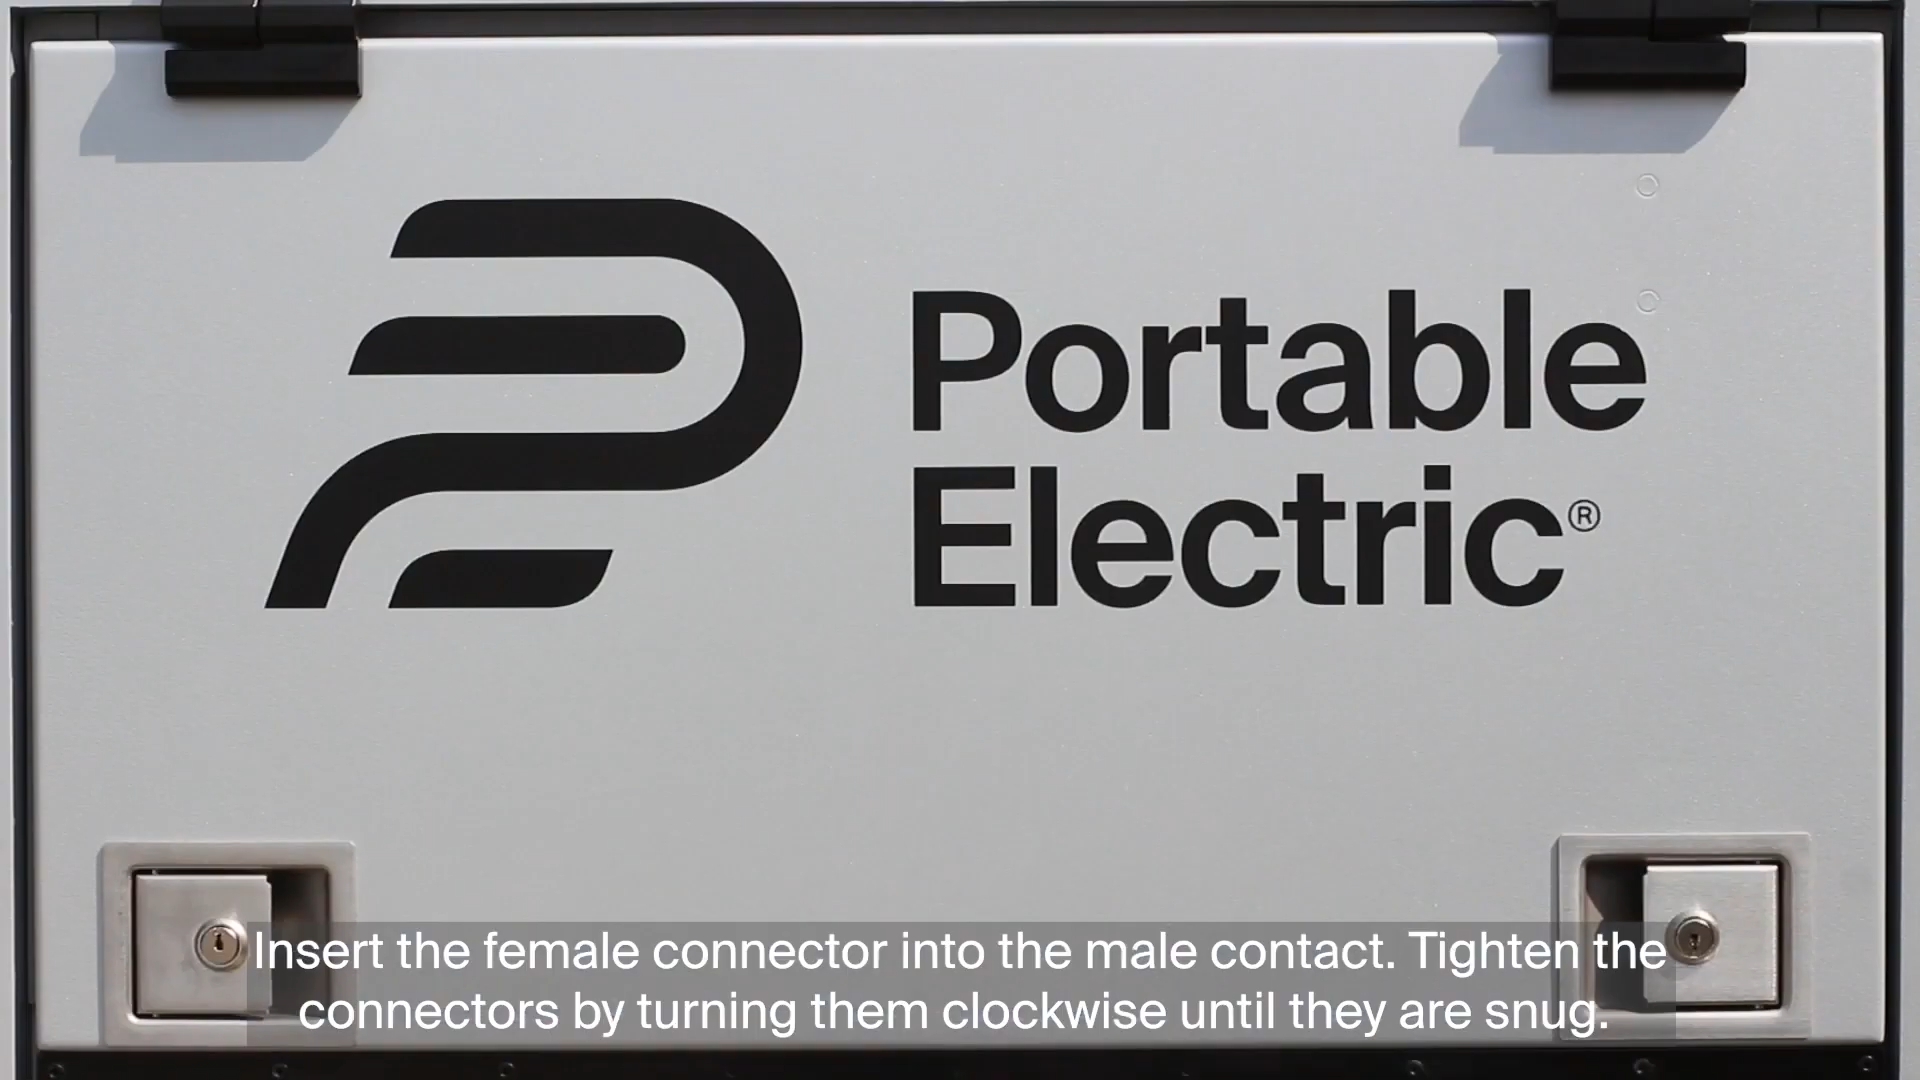 Portable
Electric®
Insert the female connector into the male contact. Tighten the
connectors by turning them clockwise until they are snug.